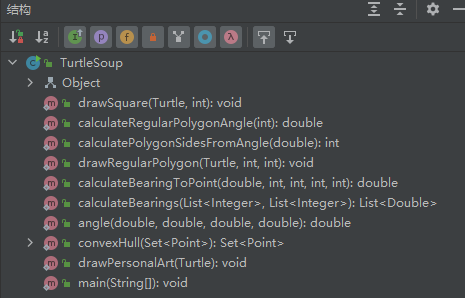 结构
TurtleSoup
Object
drawSquare(Turtle, int): void
calculateRegularPolygonAngle(int): double
calculatePolygonSidesFromAngle(double): int
drawRegularPolygon(Turtle, int, int): void
calculateBearingToPoint(double, int, int, int, int): double
calculateBearings(List<Integer>, List<Integer>): List<Double>
angle(double, double, double, double): double
convexHull(Set<Point>): Set<Point>
drawPersonalArt(Turtle): void
main(String[]): void